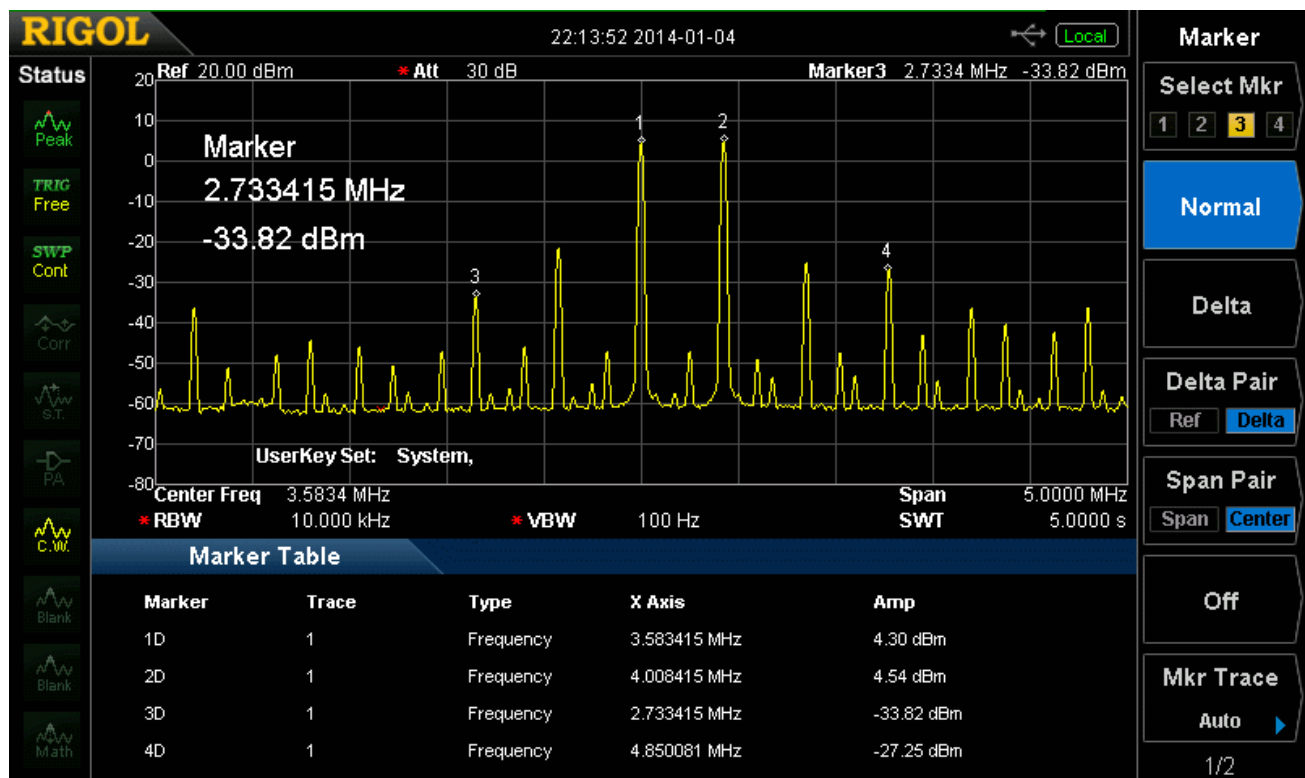 RIGOL
22:13:52 2014-01-04
Local
Marker
Status
Ref 20.00 dBm *Att 30 dB Marker3 2.7334 MHz -33.82 dBm
Select Mkr
1 2 3 4
Peak
TRIG
Free
SWP
Cont
Corr
S.T.
PA
C.W.
Blank
Blank
Math
20
10
0
-10
-20
-30
-40
-50
-60
-70
-80
Marker
2.733415 MHz
-33.82 dBm
1
2
3
4
UserKey Set: System,
Center Freq 3.5834 MHz Span 5.0000 MHz
*RBW 10.000 kHz *VBW 100 Hz SWT 5.0000 s
Marker Table
Marker Trace Type X Axis Amp
1D 1 Frequency 3.583415 MHz 4.30 dBm
2D 1 Frequency 4.008415 MHz 4.54 dBm
3D 1 Frequency 2.733415 MHz -33.82 dBm
4D 1 Frequency 4.850081 MHz -27.25 dBm
Normal
Delta
Delta Pair
Ref Delta
Span Pair
Span Center
Off
Mkr Trace
Auto
1/2